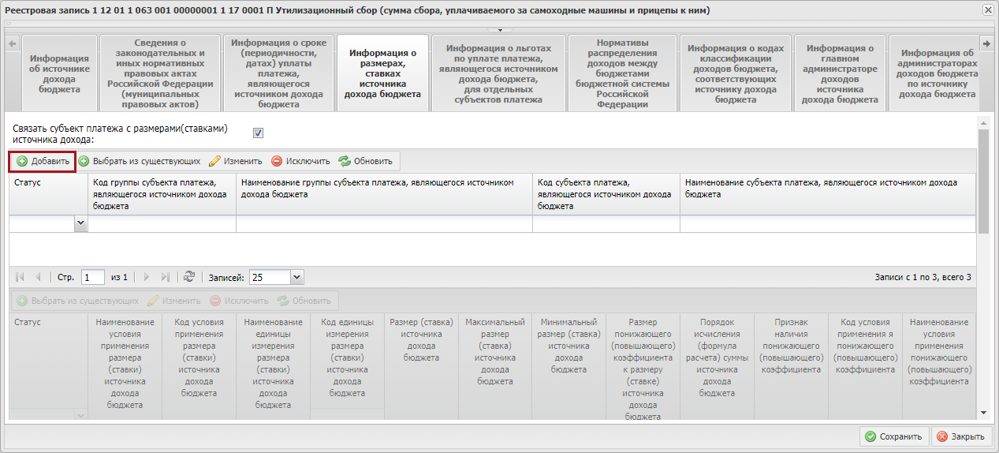 Реестровая запись 1 12 01 1 063 001 00000001 1 17 0001 П Утилизационный сбор (сумма сбора, уплачиваемого за самоходные машины и прицепы к ним)
Информация
об источнике
дохода
бюджета
Сведения о
законодательных и
иных нормативных
правовых актах
Российской Федерации
(муниципальных
правовых актов)
Информация о сроке
(периодичности,
датах) уплаты
платежа,
являющегося
источником дохода
бюджета
Информация о
размерах,
ставках
источника
дохода бюджета
Информация о льготах
по уплате платежа,
являющегося источником
дохода бюджета,
для отдельных
субъектов платежа
Нормативы
распределения
доходов между
бюджетами
бюджетной системы
Российской
Федерации
Информация о кодах
классификации
доходов бюджета,
соответствующих
источнику дохода
бюджета
Информация о
главном
администраторе
доходов
источника
дохода бюджета
Информация об
администраторах
доходов бюджета
по источнику
дохода бюджета
Связать субъект платежа с размерами(ставками)
источника дохода:
Добавить Выбрать из существующих Изменить Исключить Обновить
Статус
Код группы субъекта платежа,
являющегося источником дохода
бюджета
Наименование группы субъекта платежа, являющегося источником
дохода бюджета
Код субъекта платежа,
являющегося источником дохода
бюджета
Наименование субъекта платежа, являющегося источником дохода
бюджета
Стр. 1 из 1 Записей: 25 Записи с 1 по 3, всего 3
Выбрать из существующих Изменить Исключить Обновить
Статус
Наименование
условия
применения
размера
(ставки)
источника
дохода
бюджета
Код условия
применения
размера
(ставки)
источника
дохода
бюджета
Наименование
единицы
измерения
размера
(ставки)
источника
дохода
бюджета
Код единицы
измерения
размера
(ставки)
источника
дохода
бюджета
Размер (ставка)
источника
дохода
бюджета
Максимальный
размер
(ставка)
источника
дохода
бюджета
Минимальный
размер (ставка)
источника
дохода
бюджета
Размер
понижающего
(повышающего)
коэффициента
к размеру
(ставке)
источника
дохода
бюджета
Порядок
исчисления
(формула
расчета) суммы
источника
дохода
бюджета
Признак
наличия
понижающего
(повышающего)
коэффициента
Код условия
применения я
понижающего
(повышающего)
коэффициента
Наименование
условия
применения
понижающего
(повышающего)
коэффициента
Сохранить Закрыть